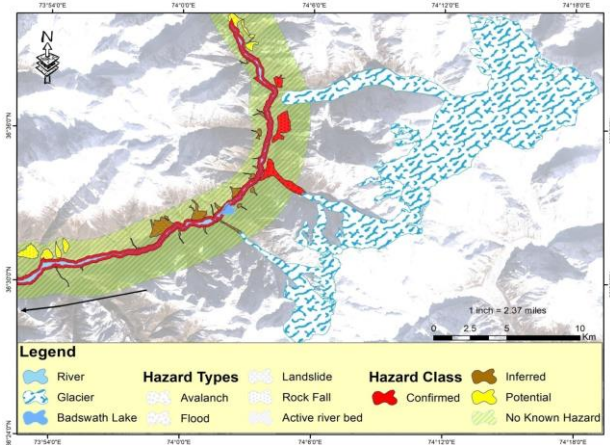 73°54'0"E 74°0'0"E 74°6'0"E 74°12'0"E 74°18'0"E
N
36°36'0"N
36°30'0"N
1 inch = 2.37 miles
0 2.5 5 10
Km
Legend
River
Glacier
Badswath Lake
Hazard Types
Avalanch
Flood
Landslide
Rock Fall
Active river bed
Hazard Class
Confirmed
Inferred
Potential
No Known Hazard
36°24'0"N
73°54'0"E 74°0'0"E 74°6'0"E 74°12'0"E 74°18'0"E